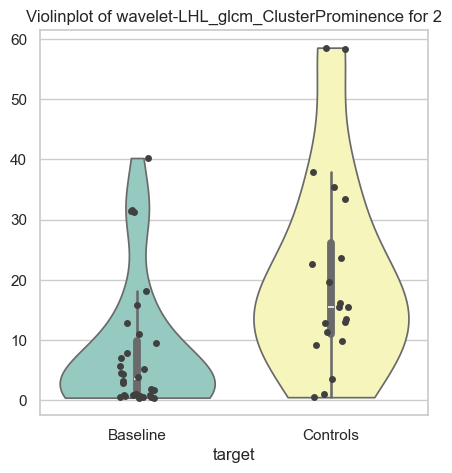 Violinplot of wavelet-LHL_glcm_ClusterProminence for 2
60
50
40
30
20
10
0
Baseline
Controls
target